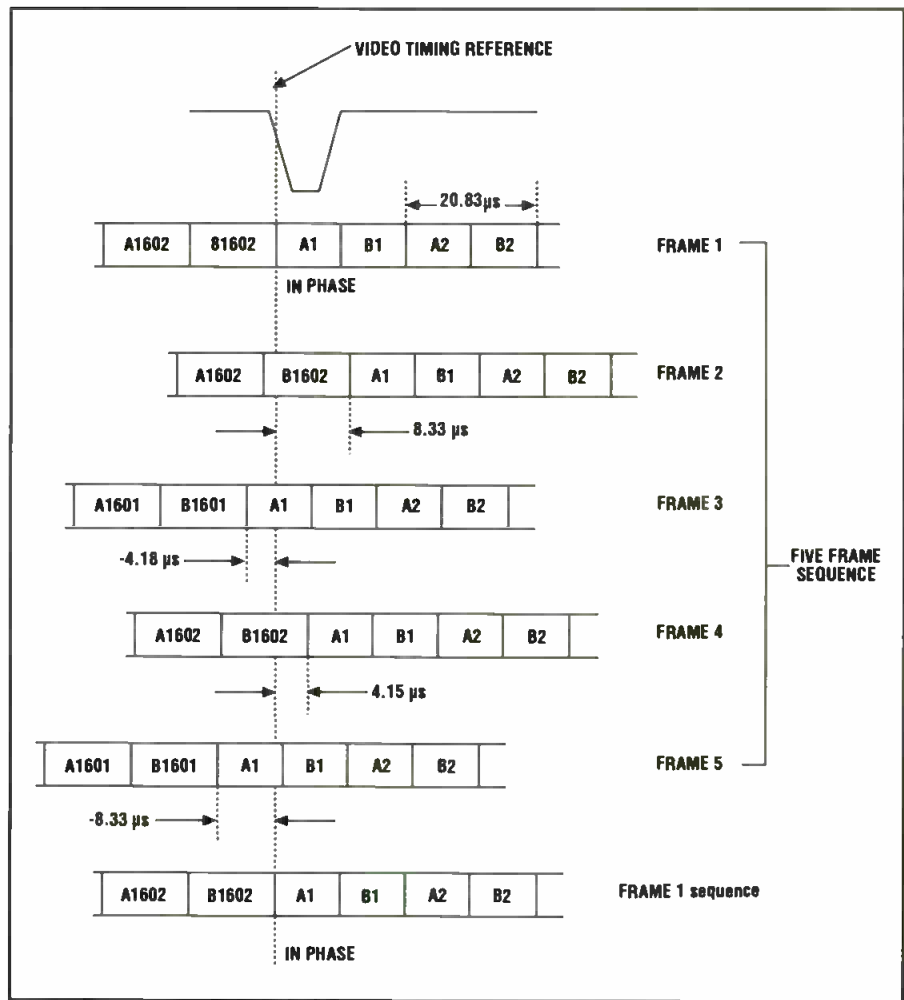 VIDEO TIMING REFERENCE
20.83µs
A1602 81602 A1 B1 A2 B2 FRAME 1
IN PHASE
A1602 B1602 A1 B1 A2 B2 FRAME 2
8.33 µs
A1601 B1601 A1 B1 A2 B2 FRAME 3
-4.18 µs
FIVE FRAME
SEQUENCE
A1602 B1602 A1 B1 A2 B2 FRAME 4
4.15 µs
A1601 B1601 A1 B1 A2 B2 FRAME 5
-8.33 µs
A1602 B1602 A1 B1 A2 B2 FRAME 1 sequence
IN PHASE